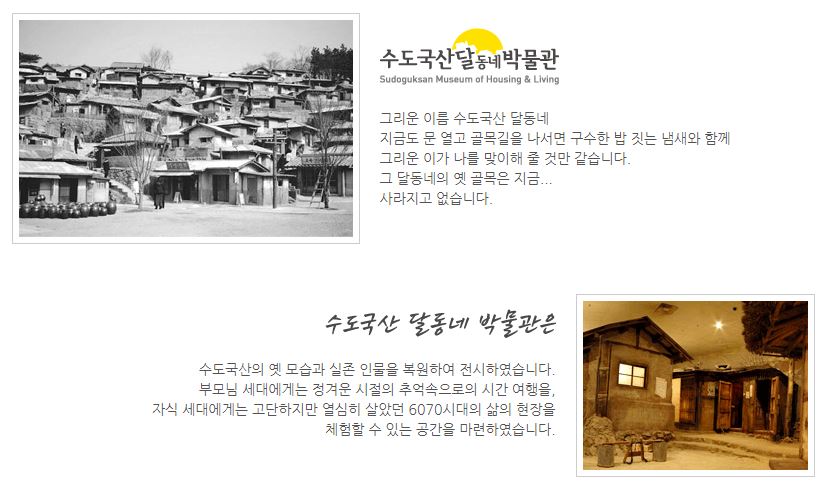 수도국산달동네박물관
Sudoguksan Museum of Housing & Living
그리운 이름 수도국산 달동네
지금도 문 열고 골목길을 나서면 구수한 밥 짓는 냄새와 함께
그리운 이가 나를 맞이해 줄 것만 같습니다.
그 달동네의 옛 골목은 지금...
사라지고 없습니다.
수도국산 달동네 박물관은
수도국산의 옛 모습과 실존 인물을 복원하여 전시하였습니다.
부모님 세대에게는 정겨운 시절의 추억속으로의 시간 여행을,
자식 세대에게는 고단하지만 열심히 살았던 6070시대의 삶의 현장을
체험할 수 있는 공간을 마련하였습니다.